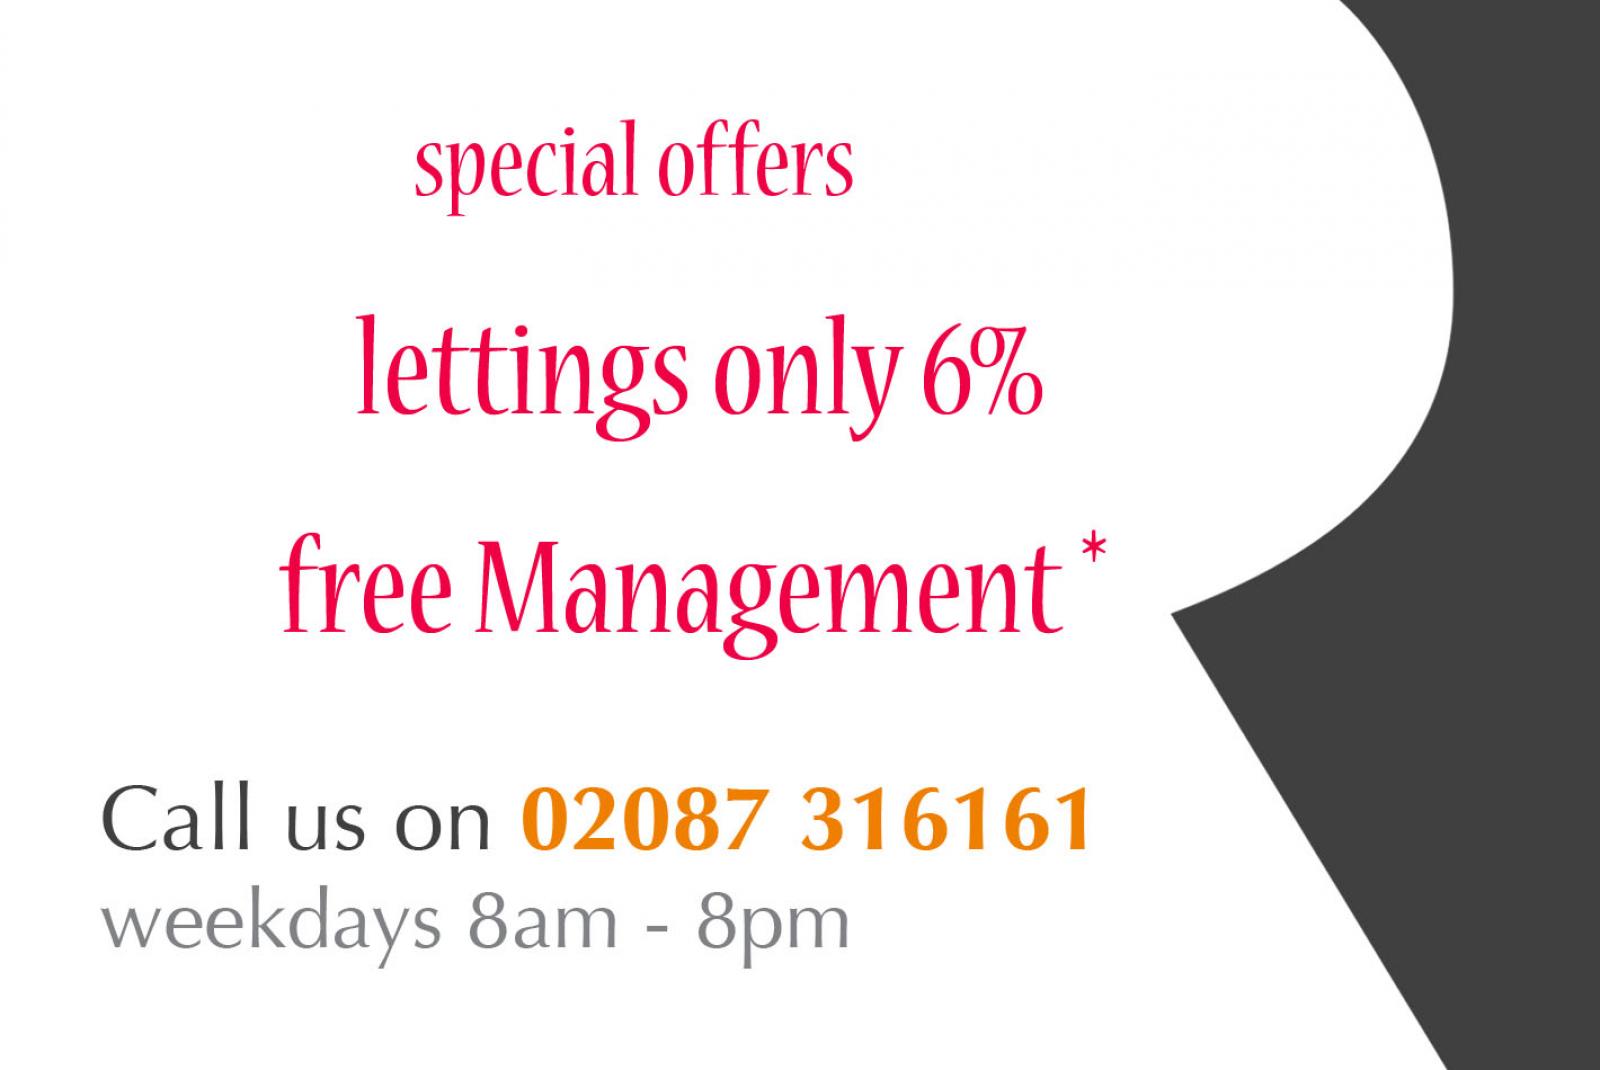 special offers
lettings only 6%
free Management *
Call us on 02087 316161
weekdays 8am - 8pm